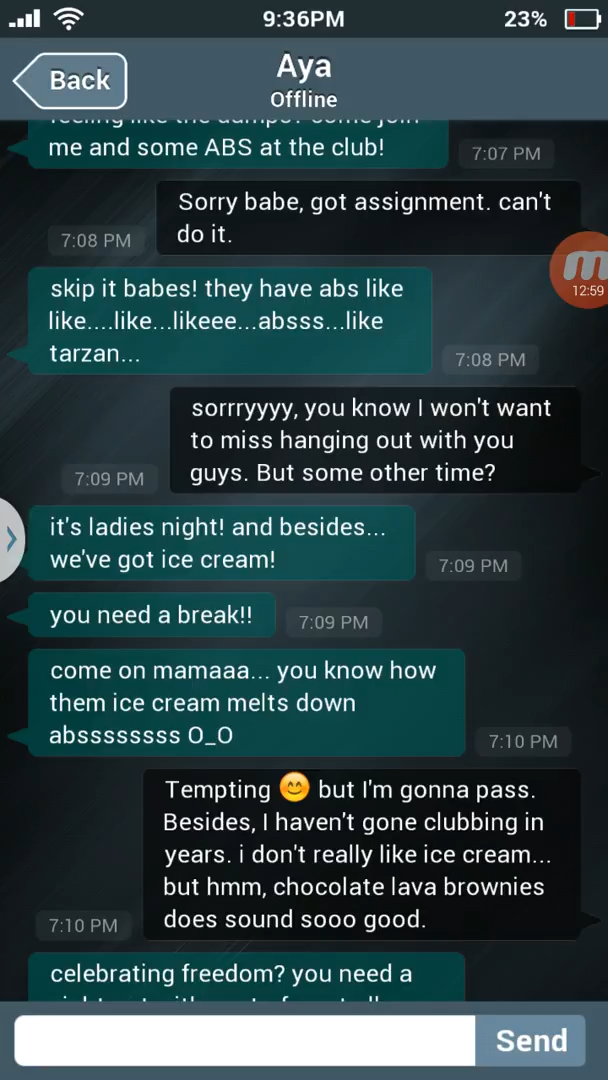 9:36PM
23%
Back
Aya
Offline
me and some ABS at the club!
7:07 PM
Sorry babe, got assignment. can't
do it.
7:08 PM
12:59
skip it babes! they have abs like
like....like...likeee...absss...like
tarzan...
7:08 PM
sorrryyyy, you know I won't want
to miss hanging out with you
guys. But some other time?
7:09 PM
it's ladies night! and besides...
we've got ice cream!
7:09 PM
you need a break!!
7:09 PM
come on mamaaa... you know how
them ice cream melts down
abssssssss O_O
7:10 PM
Tempting 😊 but I'm gonna pass.
Besides, I haven't gone clubbing in
years. i don't really like ice cream...
but hmm, chocolate lava brownies
does sound sooo good.
7:10 PM
celebrating freedom? you need a
Send